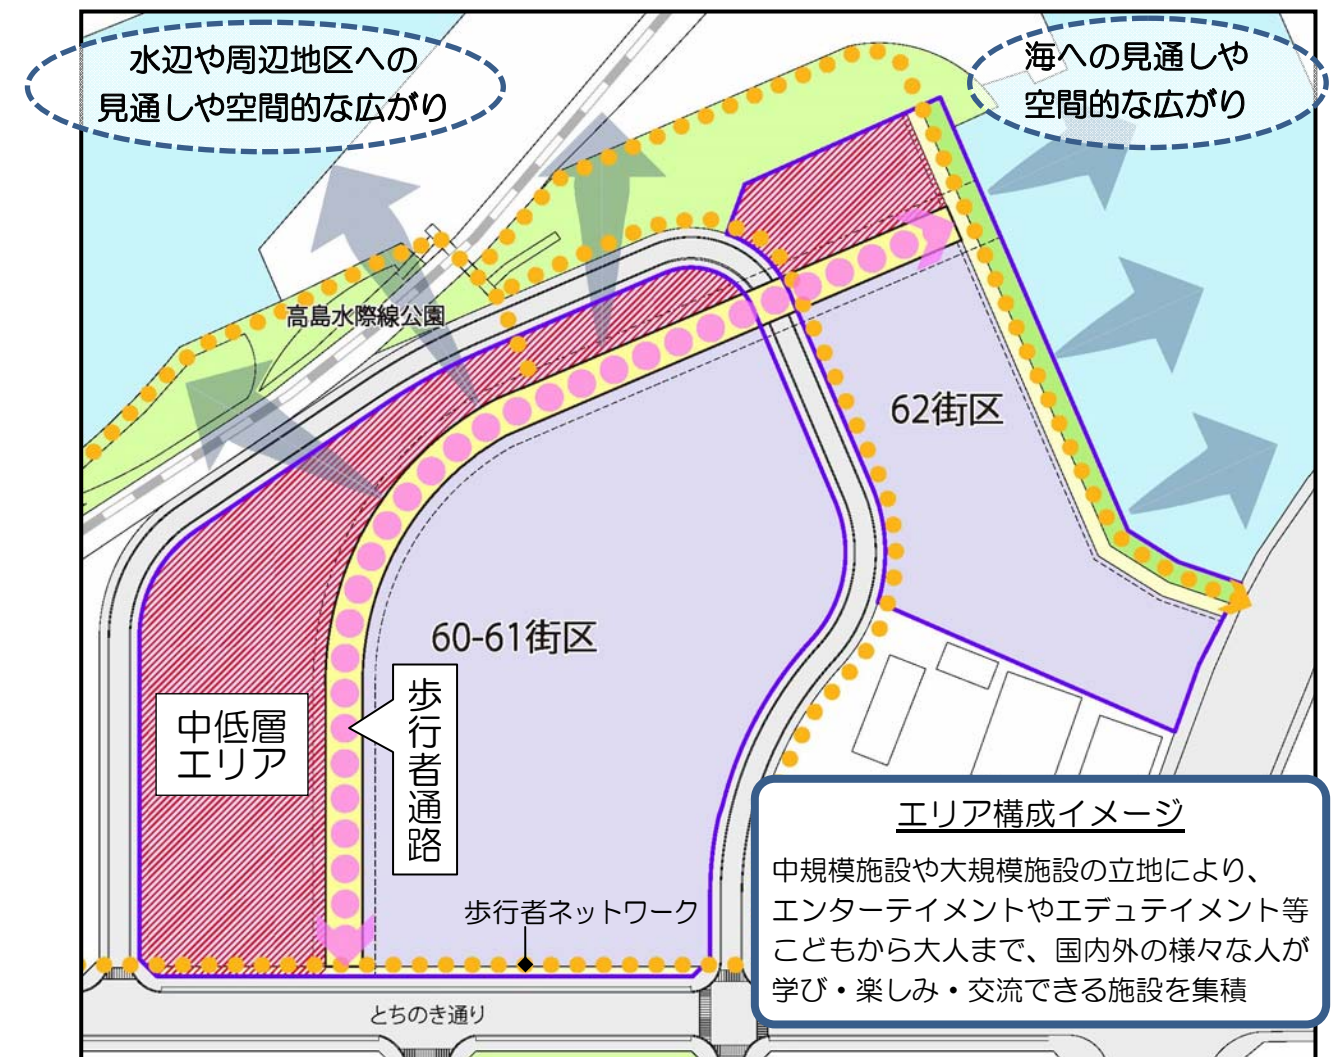 水辺や周辺地区への
見通しや空間的な広がり
海への見通しや
空間的な広がり
高島水際線公園
62街区
60-61街区
中低層
エリア
歩行者通路
歩行者ネットワーク
とちのき通り
エリア構成イメージ
中規模施設や大規模施設の立地により、
エンターテイメントやエデュテイメント等
こどもから大人まで、国内外の様々な人が
学び・楽しみ・交流できる施設を集積